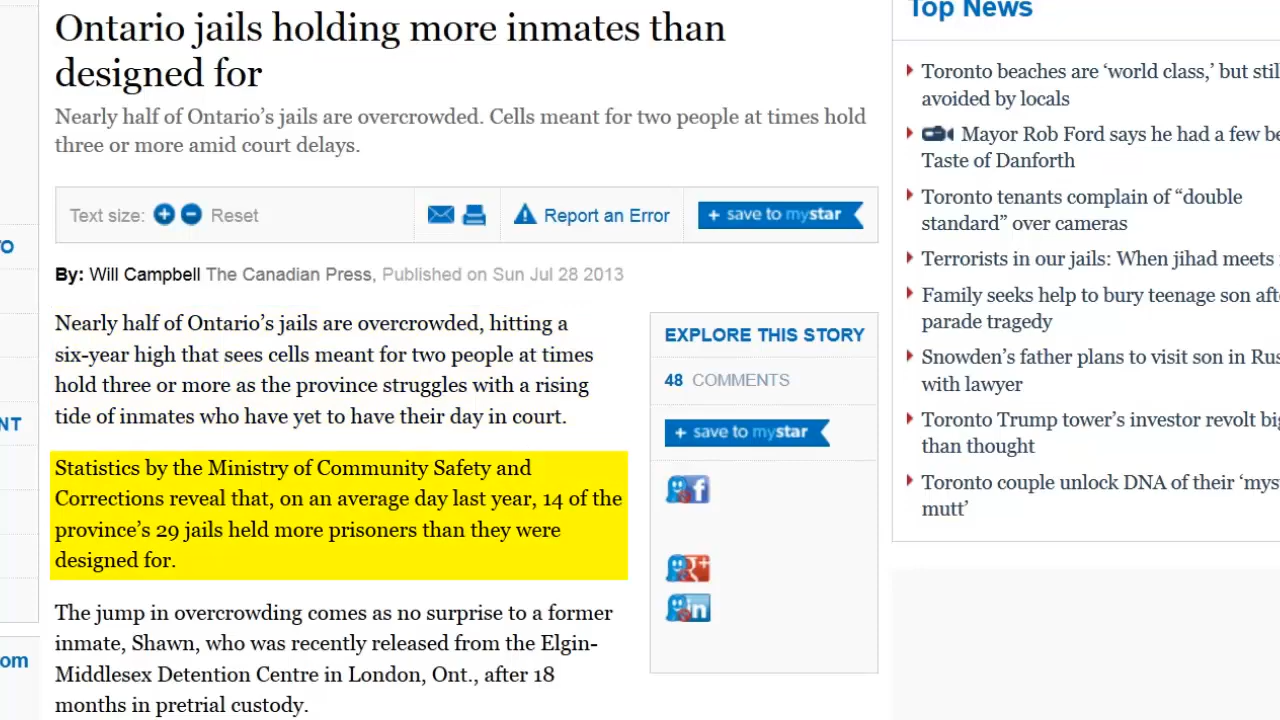 Ontario jails holding more inmates than
designed for
Nearly half of Ontario’s jails are overcrowded. Cells meant for two people at times hold
three or more amid court delays.
Text size: Reset
Report an Error
+ save to mystar
By: Will Campbell The Canadian Press, Published on Sun Jul 28 2013
Nearly half of Ontario’s jails are overcrowded, hitting a
six-year high that sees cells meant for two people at times
hold three or more as the province struggles with a rising
tide of inmates who have yet to have their day in court.
Statistics by the Ministry of Community Safety and
Corrections reveal that, on an average day last year, 14 of the
province’s 29 jails held more prisoners than they were
designed for.
The jump in overcrowding comes as no surprise to a former
inmate, Shawn, who was recently released from the Elgin-
Middlesex Detention Centre in London, Ont., after 18
months in pretrial custody.
EXPLORE THIS STORY
48 COMMENTS
+ save to mystar
f
g+
in
Top News
Toronto beaches are ‘world class,’ but still
avoided by locals
Mayor Rob Ford says he had a few be
Taste of Danforth
Toronto tenants complain of “double
standard” over cameras
Terrorists in our jails: When jihad meets
Family seeks help to bury teenage son afte
parade tragedy
Snowden’s father plans to visit son in Rus
with lawyer
Toronto Trump tower’s investor revolt big
than thought
Toronto couple unlock DNA of their ‘myst
mutt’
TO
NT
om